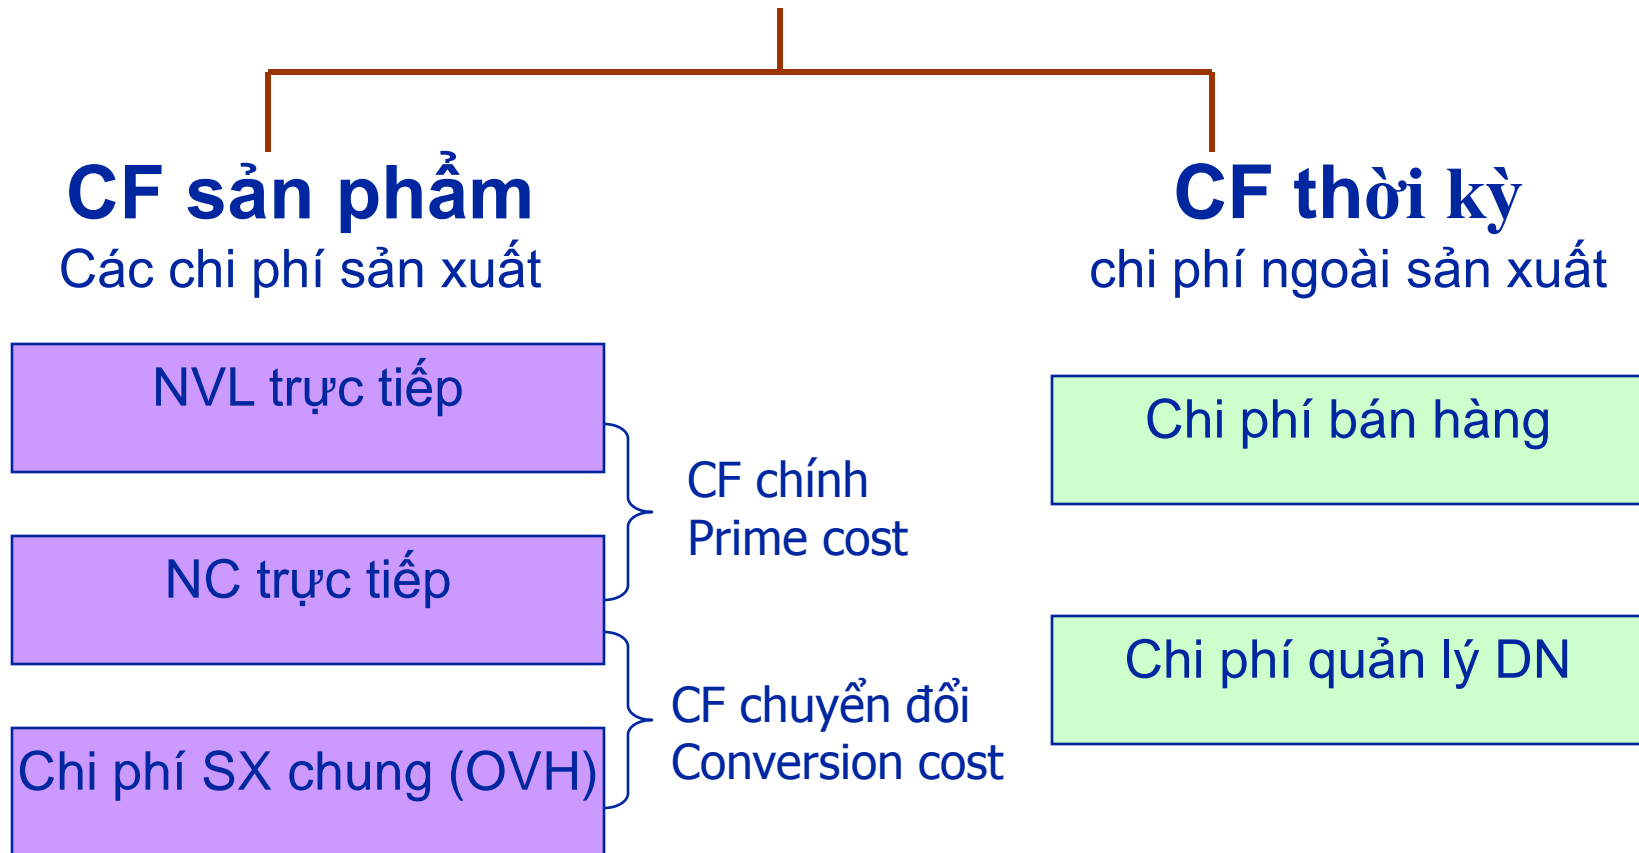 CF sản phẩm
Các chi phí sản xuất
NVL trực tiếp
NC trực tiếp
Chi phí SX chung (OVH)
CF chính
Prime cost
CF chuyển đổi
Conversion cost
CF thời kỳ
chi phí ngoài sản xuất
Chi phí bán hàng
Chi phí quản lý DN